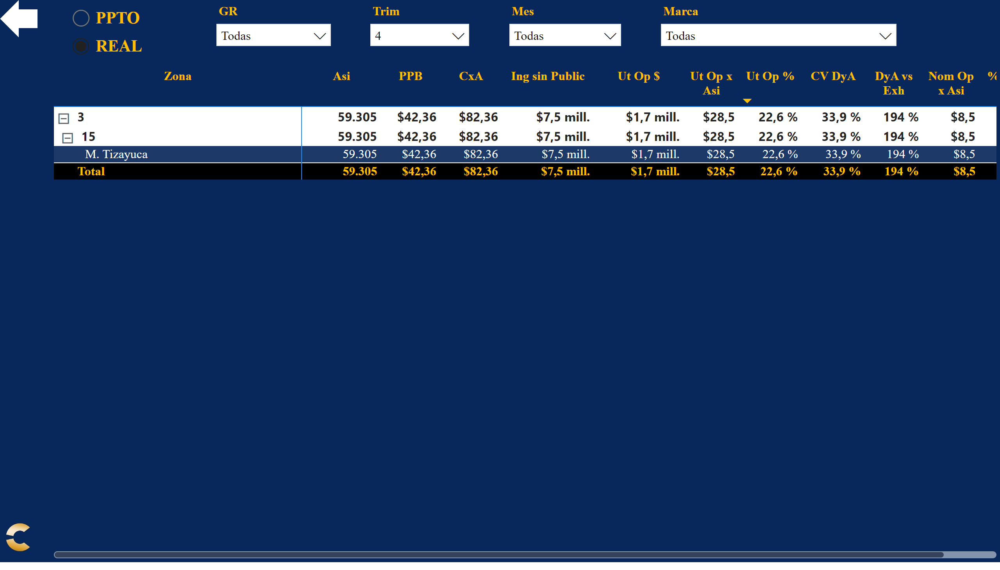 PPTO
REAL
GR Trim Mes Marca
Todas 4 Todas Todas
Zona Asi PPB CxA Ing sin Public Ut Op $ Ut Op x Asi Ut Op % CV DyA DyA vs Exh Nom Op x Asi %
3 59.305 $42,36 $82,36 $7,5 mill. $1,7 mill. $28,5 22,6 % 33,9 % 194 % $8,5
15 59.305 $42,36 $82,36 $7,5 mill. $1,7 mill. $28,5 22,6 % 33,9 % 194 % $8,5
M. Tizayuca 59.305 $42,36 $82,36 $7,5 mill. $1,7 mill. $28,5 22,6 % 33,9 % 194 % $8,5
Total 59.305 $42,36 $82,36 $7,5 mill. $1,7 mill. $28,5 22,6 % 33,9 % 194 % $8,5